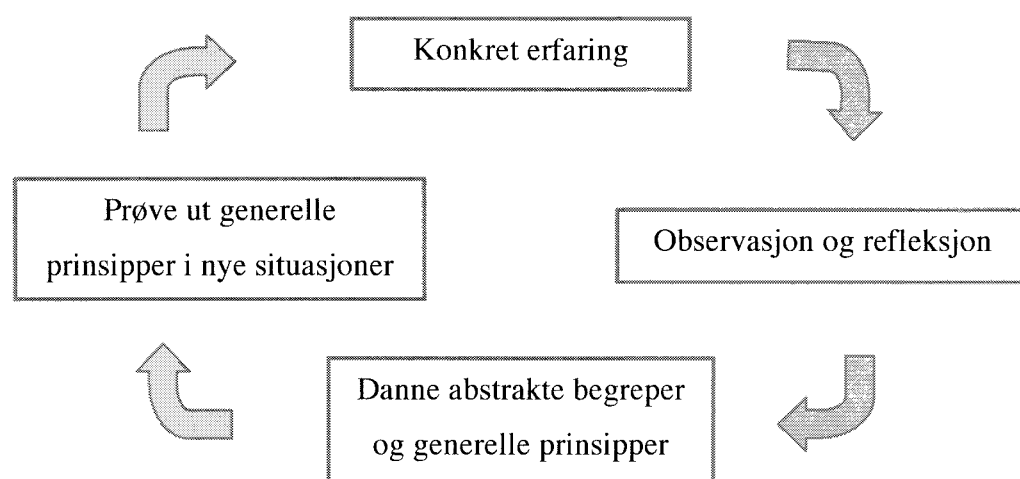 Konkret erfaring
Prøve ut generelle
prinsipper i nye situasjoner
Observasjon og refleksjon
Danne abstrakte begreper
og generelle prinsipper